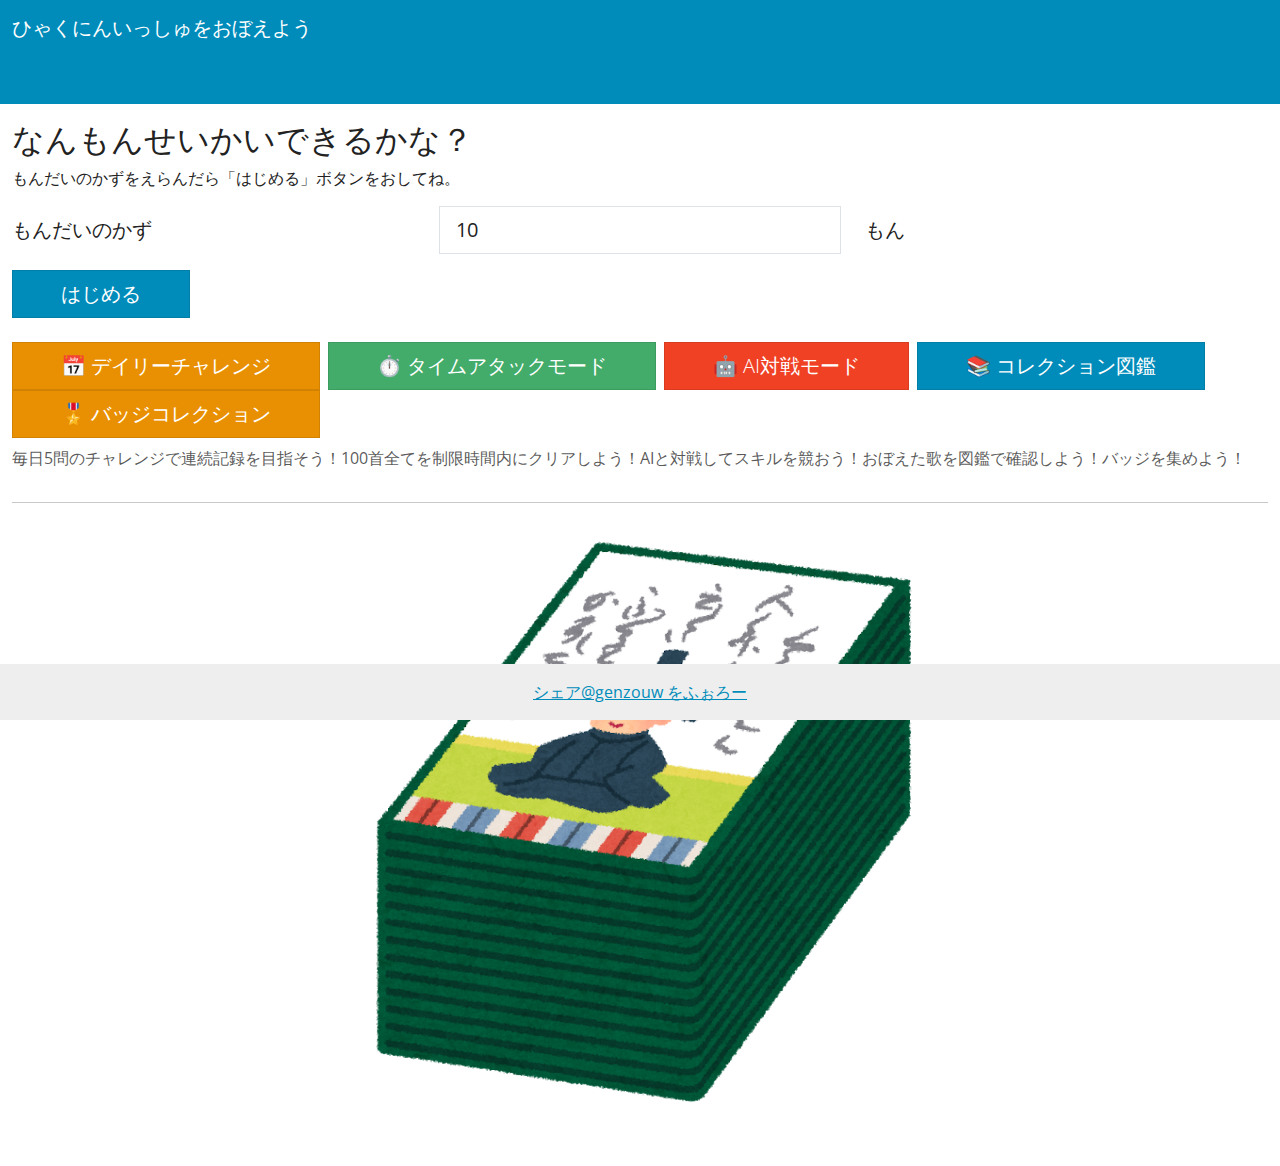 ひゃくにんいっしゅをおぼえよう
なんもんせいかいできるかな？
もんだいのかずをえらんだら「はじめる」ボタンをおしてね。
もんだいのかず 10 もん
はじめる
📅 デイリーチャレンジ ⏱️ タイムアタックモード 🤖 AI対戦モード 📚 コレクション図鑑
🎖️ バッジコレクション
毎日5問のチャレンジで連続記録を目指そう！100首全てを制限時間内にクリアしよう！AIと対戦してスキルを競おう！おぼえた歌を図鑑で確認しよう！バッジを集めよう！
シェア@genzouw をふぉろー